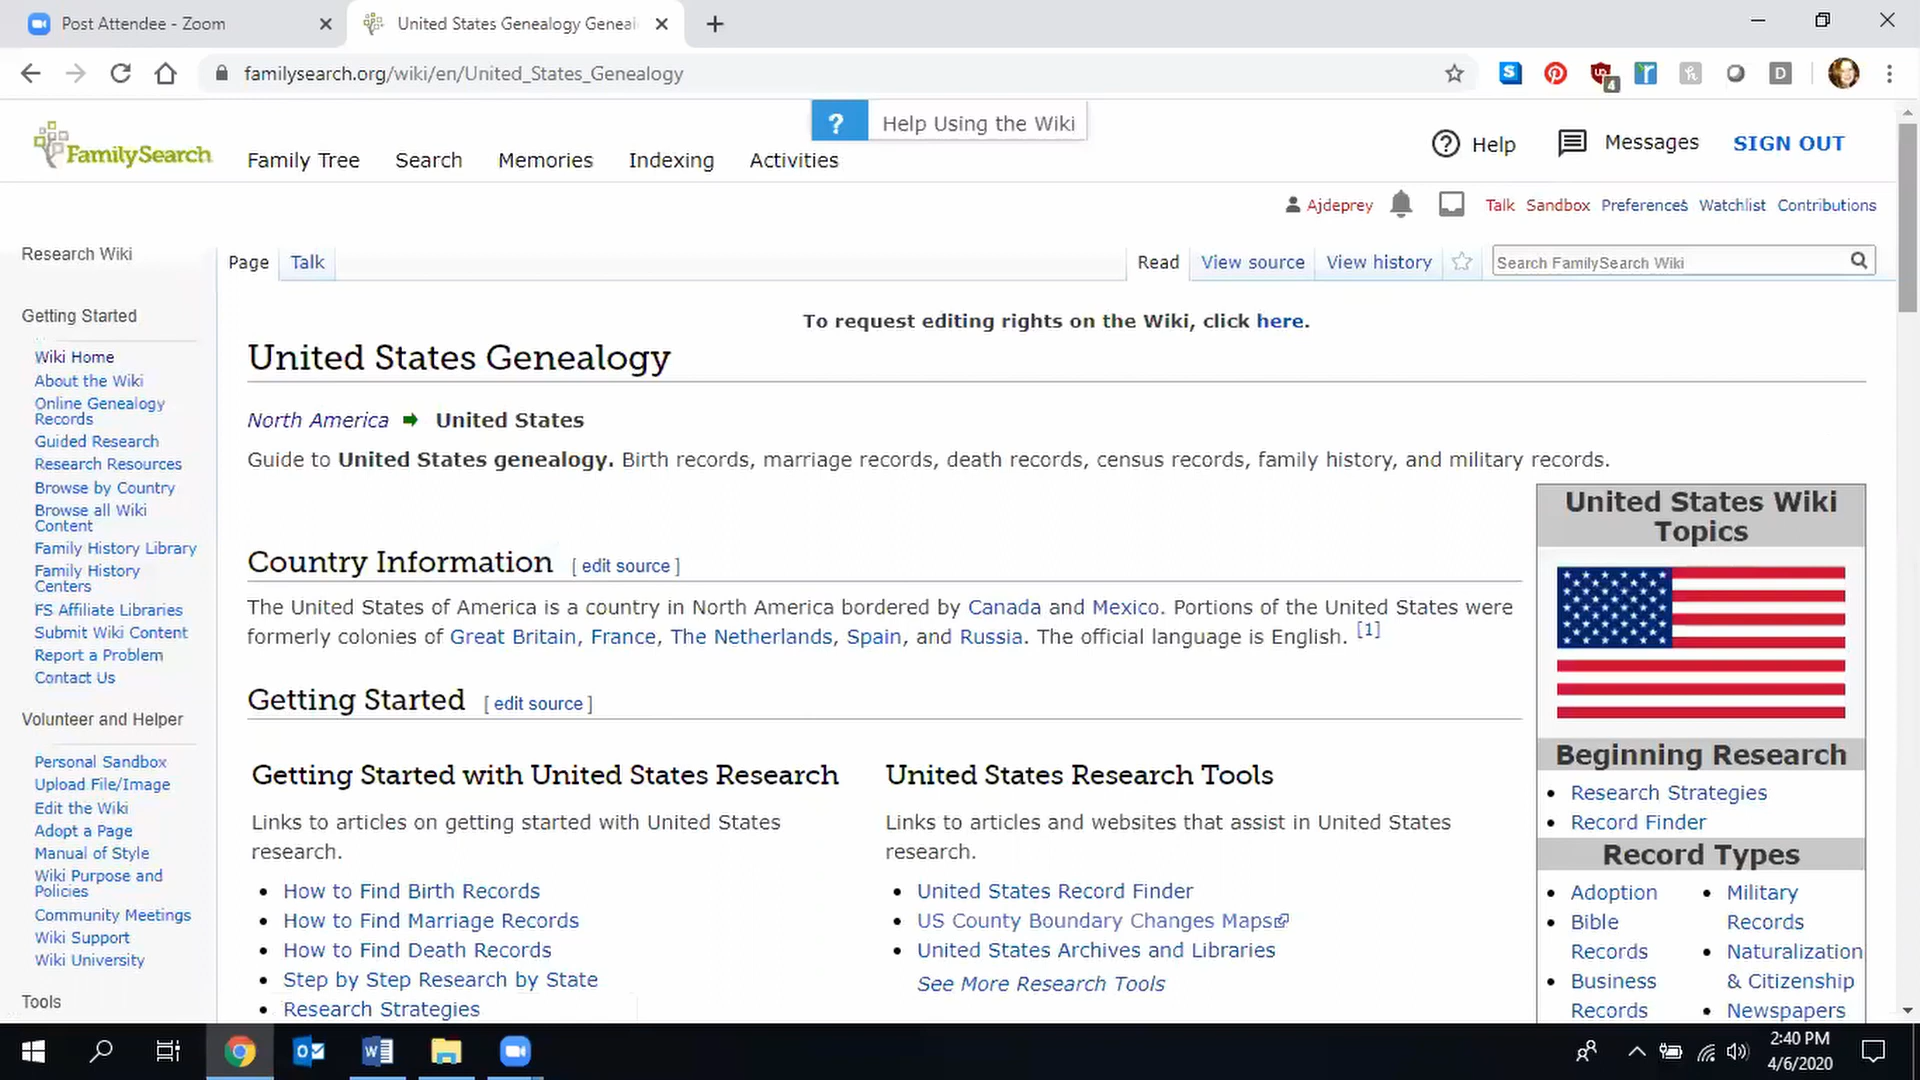 Post Attendee - Zoom
United States Genealogy Geneal
familysearch.org/wiki/en/United_States_Genealogy
4
D
FamilySearch
Family Tree
Search
Memories
Indexing
Activities
? Help Using the Wiki
Help
Messages
SIGN OUT
Ajdeprey
Talk
Sandbox
Preferences
Watchlist
Contributions
Research Wiki
Getting Started
Wiki Home
About the Wiki
Online Genealogy
Records
Guided Research
Research Resources
Browse by Country
Browse all Wiki
Content
Family History Library
Family History
Centers
FS Affiliate Libraries
Submit Wiki Content
Report a Problem
Contact Us
Volunteer and Helper
Personal Sandbox
Upload File/Image
Edit the Wiki
Adopt a Page
Manual of Style
Wiki Purpose and
Policies
Community Meetings
Wiki Support
Wiki University
Tools
Page
Talk
Read
View source
View history
Search FamilySearch Wiki
To request editing rights on the Wiki, click here.
United States Genealogy
North America United States
Guide to United States genealogy. Birth records, marriage records, death records, census records, family history, and military records.
Country Information [ edit source ]
The United States of America is a country in North America bordered by Canada and Mexico. Portions of the United States were
formerly colonies of Great Britain, France, The Netherlands, Spain, and Russia. The official language is English. [1]
Getting Started [ edit source ]
Getting Started with United States Research
Links to articles on getting started with United States
research.
How to Find Birth Records
How to Find Marriage Records
How to Find Death Records
Step by Step Research by State
Research Strategies
United States Research Tools
Links to articles and websites that assist in United States
research.
United States Record Finder
US County Boundary Changes Maps
United States Archives and Libraries
See More Research Tools
United States Wiki
Topics
Beginning Research
Research Strategies
Record Finder
Record Types
Adoption
Bible
Records
Business
Records
Military
Records
Naturalization
& Citizenship
Newspapers
2:40 PM
4/6/2020